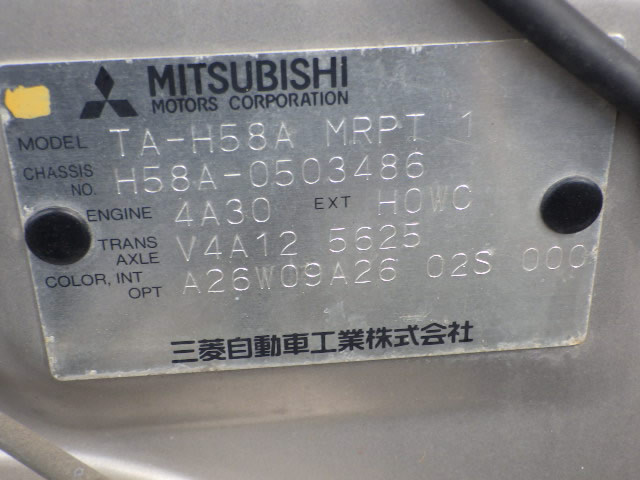 MITSUBISHI
MOTORS CORPORATION
MODEL TA-H58A MRPT 1
CHASSIS NO. H58A-0503486
ENGINE 4A30 EXT H0WC
TRANS AXLE V4A12 5625
COLOR, INT OPT A26W09A26 02S 000
三菱自動車工業株式会社